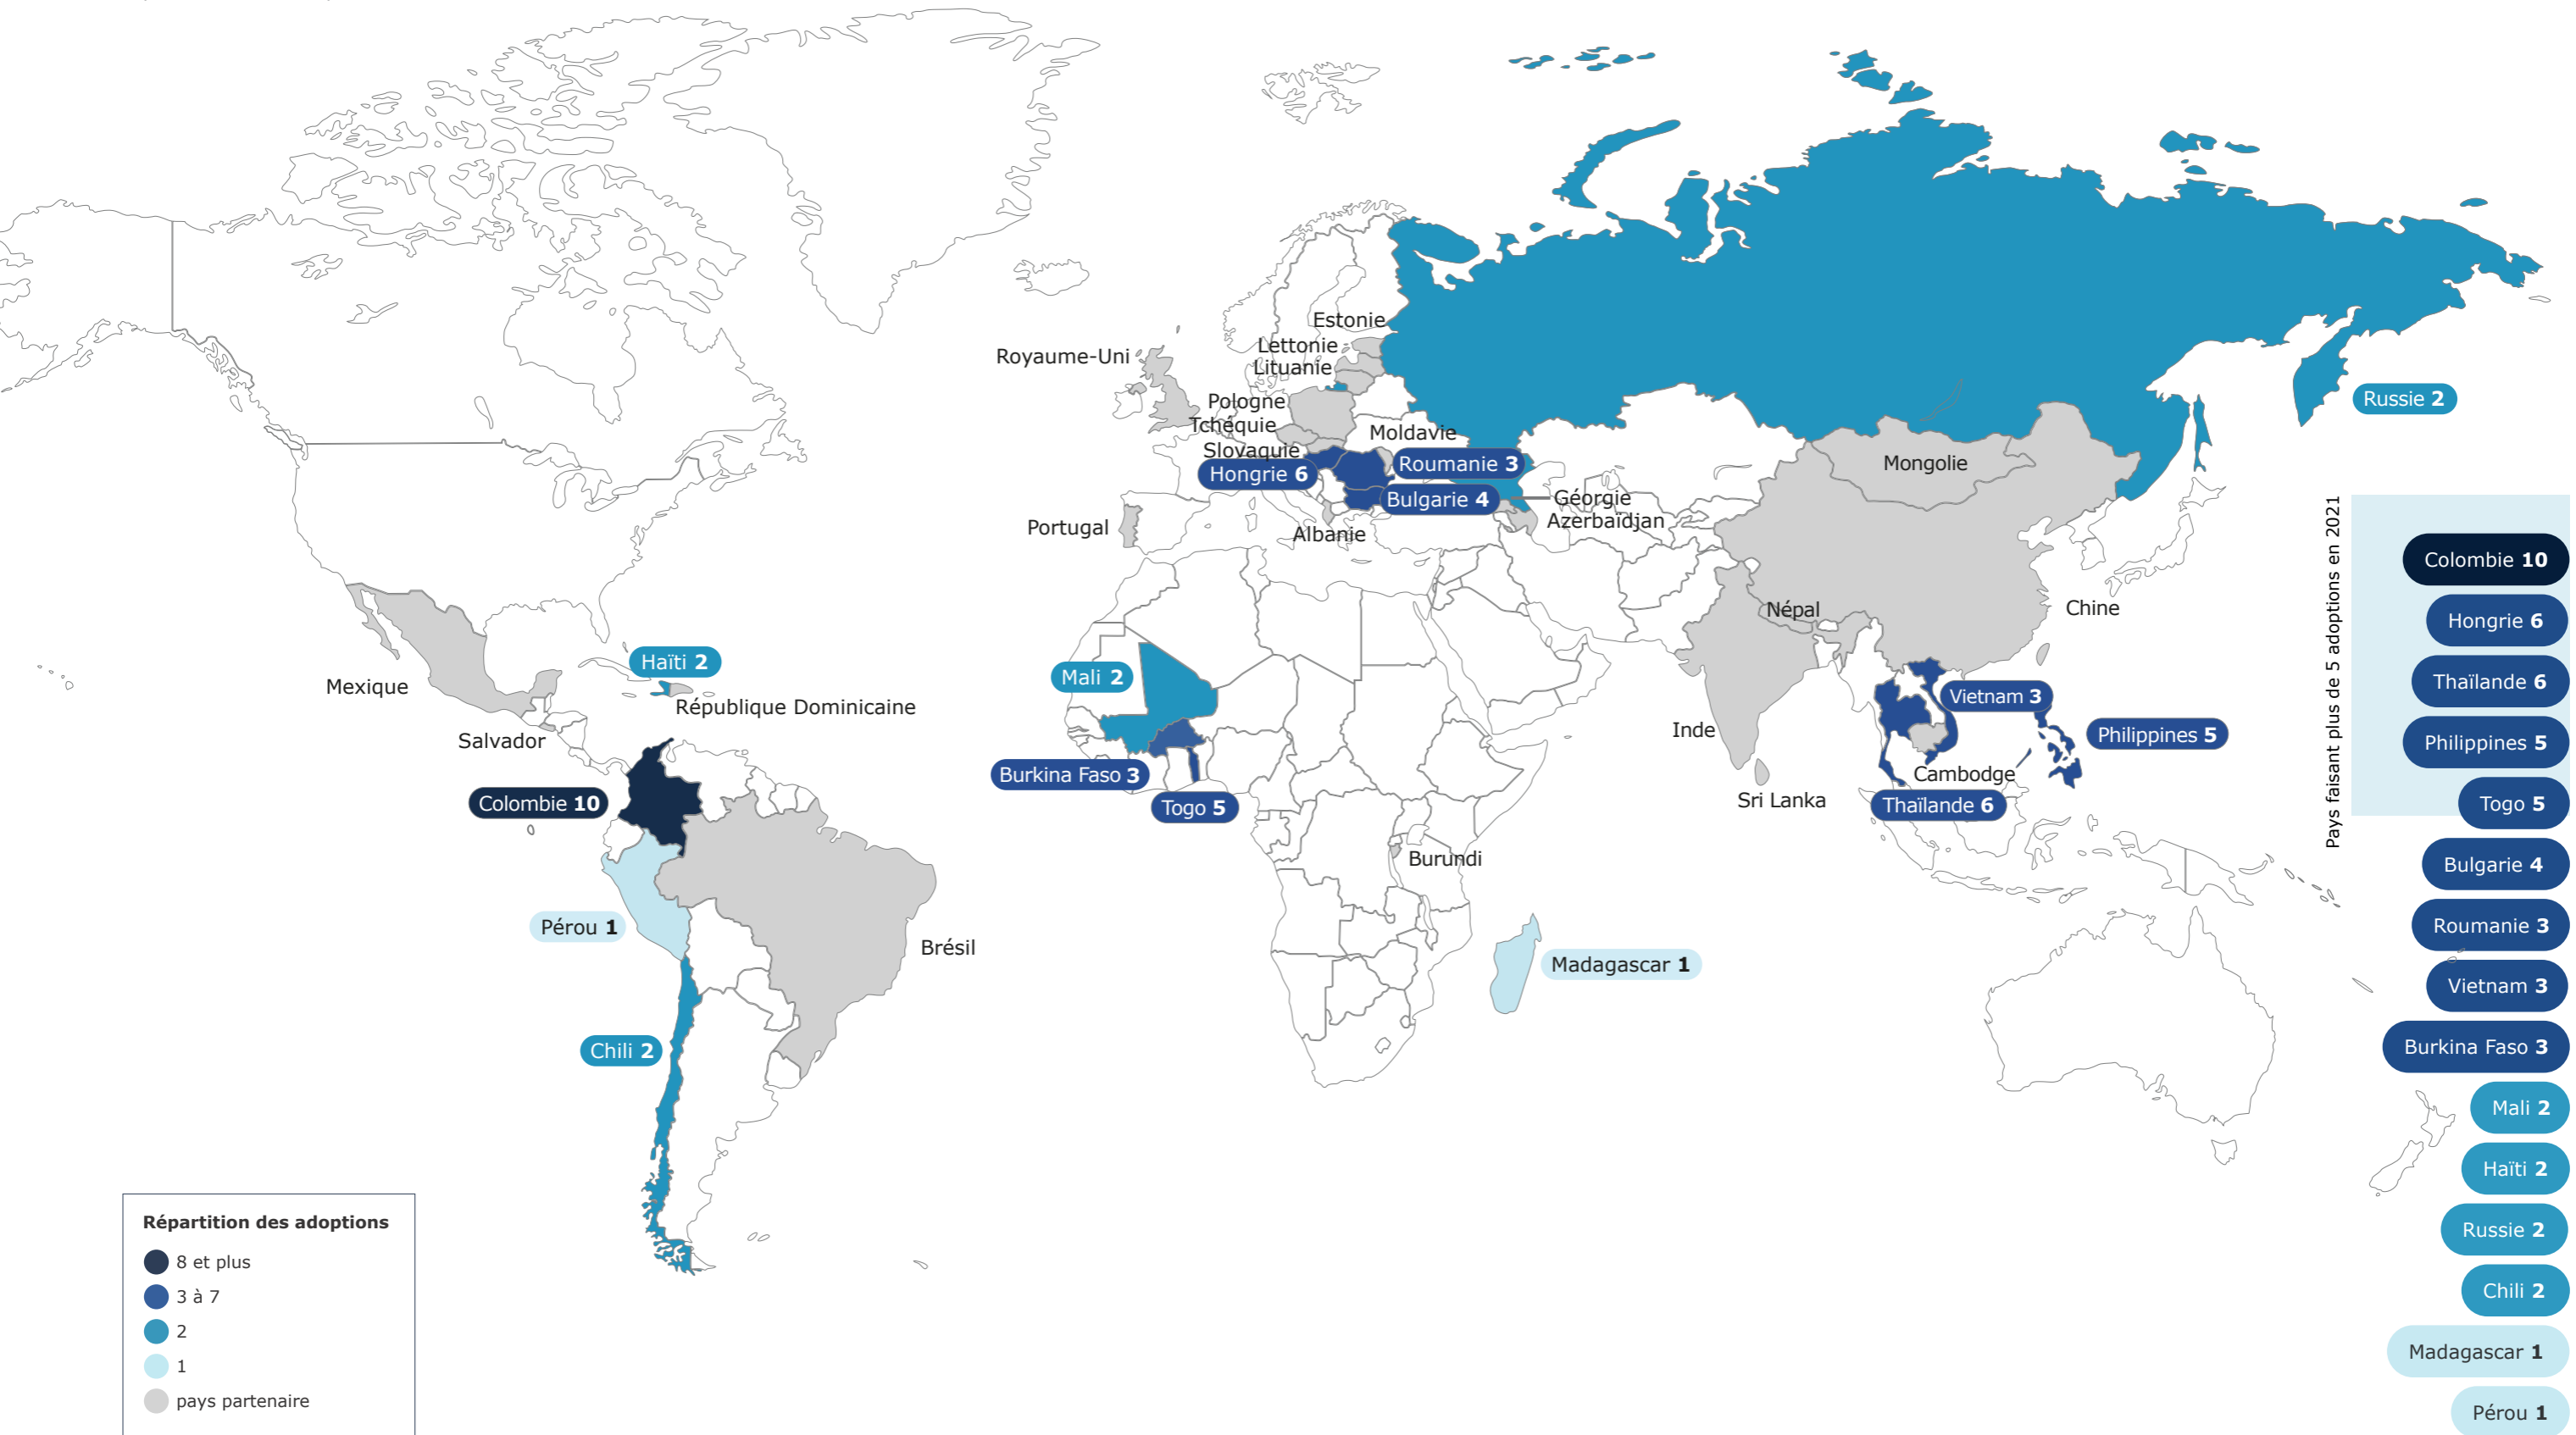 Estonie
Royaume-Uni
Lettonie
Lituanie
Pologne
Tchéquie
Moldavie
Slovaquie
Hongrie 6
Roumanie 3
Bulgarie 4
Russie 2
Mongolie
Géorgie
Azerbaïdjan
Portugal
Albanie
Népal
Chine
Haïti 2
Mali 2
Mexique
République Dominicaine
Vietnam 3
Salvador
Inde
Philippines 5
Burkina Faso 3
Cambodge
Colombie 10
Togo 5
Sri Lanka
Thaïlande 6
Burundi
Pérou 1
Brésil
Madagascar 1
Chili 2
Pays faisant plus de 5 adoptions en 2021
Colombie 10
Hongrie 6
Thaïlande 6
Philippines 5
Togo 5
Bulgarie 4
Roumanie 3
Vietnam 3
Burkina Faso 3
Mali 2
Haïti 2
Russie 2
Chili 2
Madagascar 1
Pérou 1
Répartition des adoptions
8 et plus
3 à 7
2
1
pays partenaire